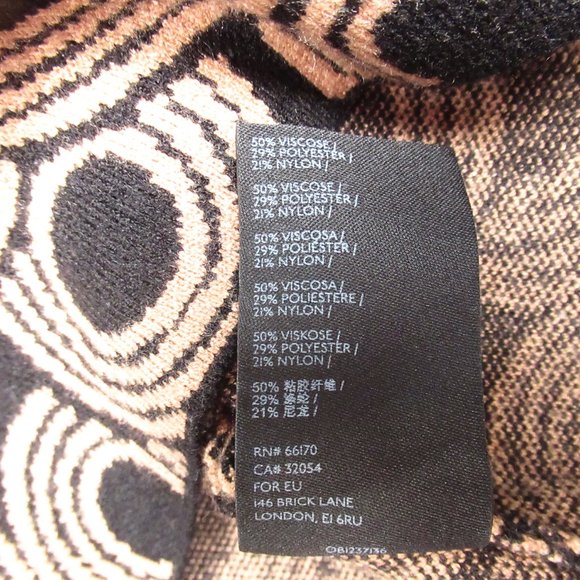 50% VISCOSE /
29% POLYESTER /
21% NYLON /
50% VISCOSE /
29% POLYESTER /
21% NYLON /
50% VISCOSA /
29% POLIÉSTER /
21% NYLON /
50% VISCOSA /
29% POLIESTERE /
21% NYLON /
50% VISKOSE /
29% POLYESTER /
21% NYLON /
50% 粘胶纤维 /
29% 涤纶 /
21% 尼龙 /
RN# 66170
CA# 32054
FOR EU
146 BRICK LANE
LONDON, E1 6RU
OB1237136